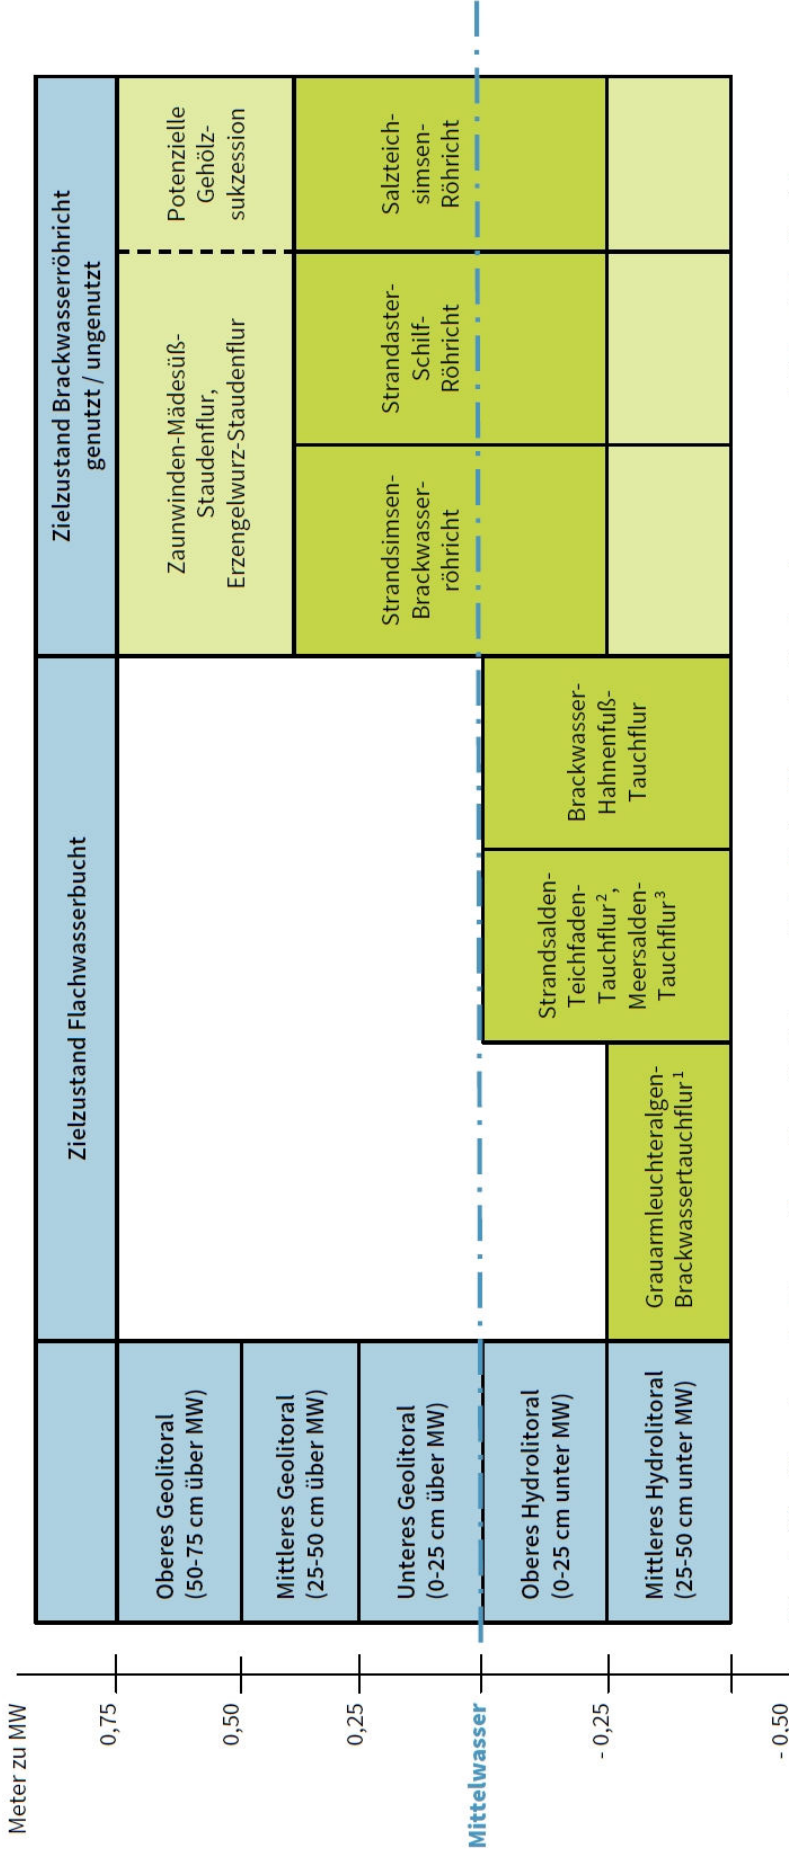 Meter zu MW
0,75
0,50
0,25
Mittelwasser
- 0,25
- 0,50
Oberes Geolitoral
(50-75 cm über MW)
Mittleres Geolitoral
(25-50 cm über MW)
Unteres Geolitoral
(0-25 cm über MW)
Oberes Hydrolitoral
(0-25 cm unter MW)
Mittleres Hydrolitoral
(25-50 cm unter MW)
Zielzustand Flachwasserbucht
Grauarmleuchteralgen-
Brackwassertauchflur¹
Strandsalden-
Teichfaden-
Tauchflur²,
Meersalden-
Tauchflur³
Brackwasser-
Hahnenfuß-
Tauchflur
Zielzustand Brackwasserröhricht
genutzt / ungenutzt
Zaunwinden-Mädesüß-
Staudenflur,
Erzengelwurz-Staudenflur
Potenzielle
Gehölz-
sukzession
Strandsimsen-
Brackwasser-
röhricht
Strandaster-
Schilf-
Röhricht
Salzteich-
simsen-
Röhricht